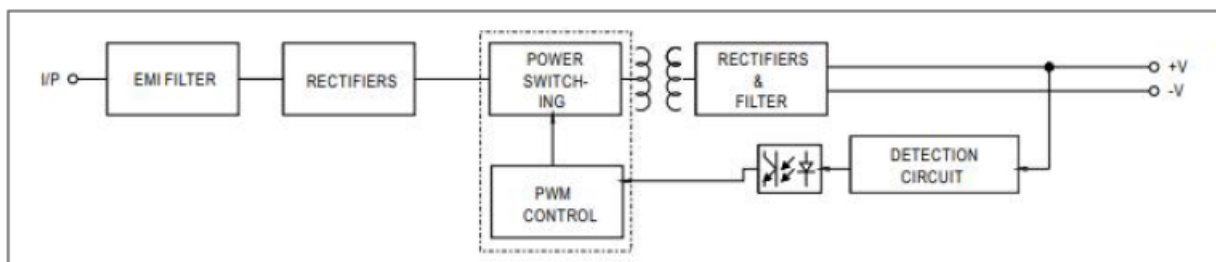 I/P
EMI FILTER
RECTIFIERS
POWER
SWITCH-
ING
RECTIFIERS
&
FILTER
+V
-V
PWM
CONTROL
DETECTION
CIRCUIT